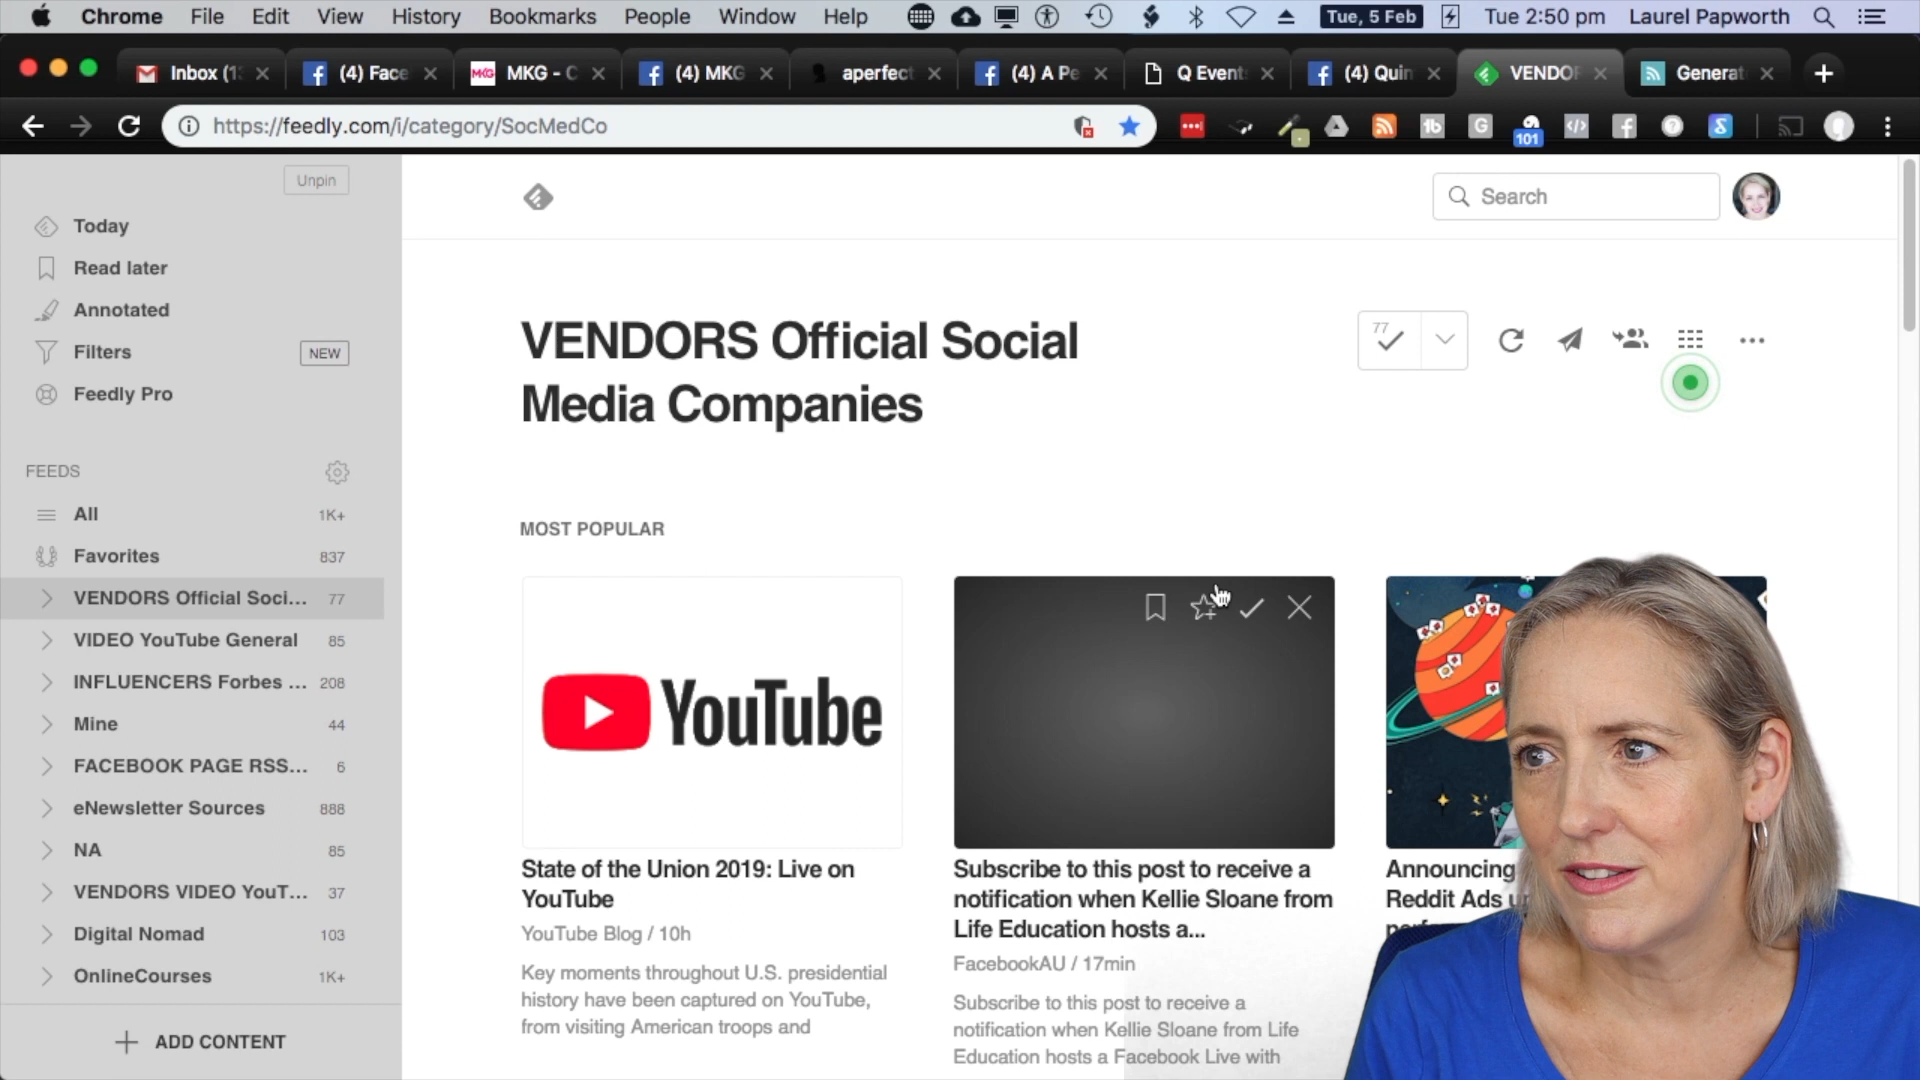 Chrome File Edit View History Bookmarks People Window Help Tue, 5 Feb Tue 2:50 pm Laurel Papworth
Inbox (1 (4) Face MKG - C (4) MKG aperfect (4) A Pe Q Event (4) Quin VENDO Generat
https://feedly.com/i/category/SocMedCo
101
Unpin
Today
Read later
Annotated
Filters NEW
Feedly Pro
FEEDS
All 1K+
Favorites 837
VENDORS Official Soci... 77
VIDEO YouTube General 85
INFLUENCERS Forbes ... 208
Mine 44
FACEBOOK PAGE RSS... 6
eNewsletter Sources 888
NA 85
VENDORS VIDEO YouT... 37
Digital Nomad 103
OnlineCourses 1K+
ADD CONTENT
Search
VENDORS Official Social
Media Companies
77
MOST POPULAR
YouTube
State of the Union 2019: Live on
YouTube
YouTube Blog / 10h
Key moments throughout U.S. presidential
history have been captured on YouTube,
from visiting American troops and
Subscribe to this post to receive a
notification when Kellie Sloane from
Life Education hosts a...
FacebookAU / 17min
Subscribe to this post to receive a
notification when Kellie Sloane from Life
Education hosts a Facebook Live with
Announcing
Reddit Ads